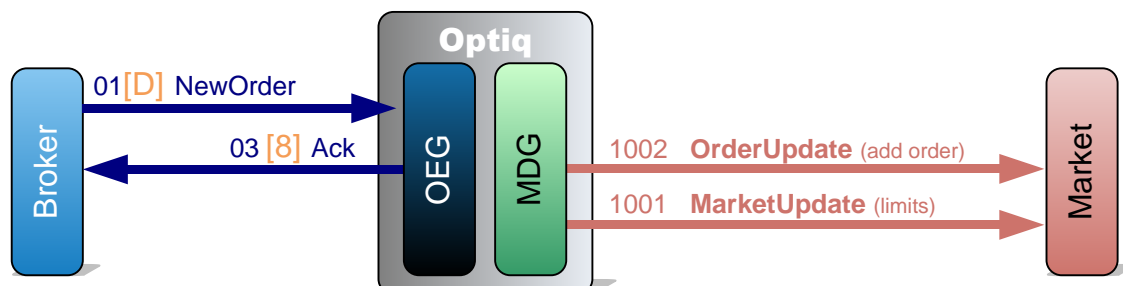 Optiq
Broker
01[D] NewOrder
03 [8] Ack
OEG
MDG
1002 OrderUpdate (add order)
1001 MarketUpdate (limits)
Market